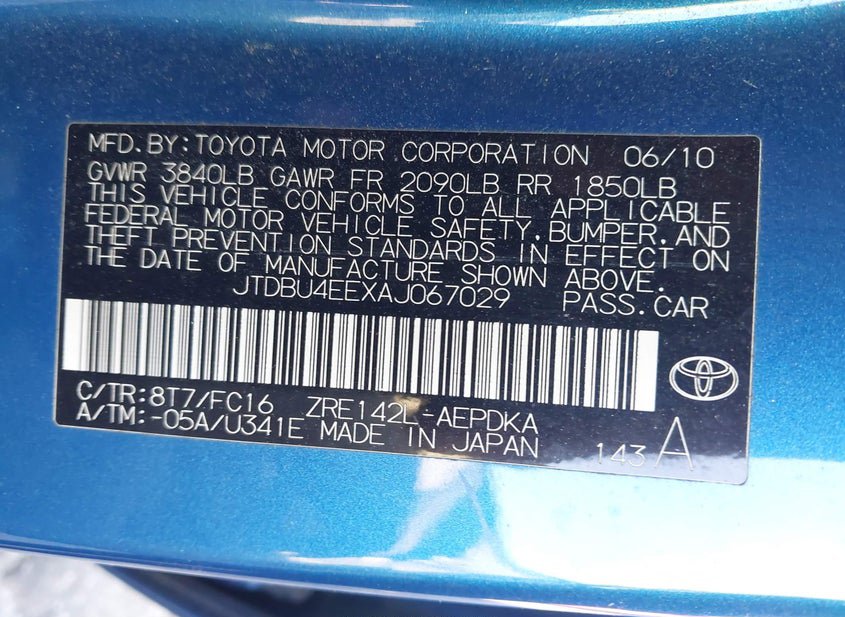 MFD. BY: TOYOTA MOTOR CORPORATION 06/10
GVWR 3840LB GAWR FR 2090LB RR 1850LB
THIS VEHICLE CONFORMS TO ALL APPLICABLE
FEDERAL MOTOR VEHICLE SAFETY, BUMPER, AND
THEFT PREVENTION STANDARDS IN EFFECT ON
THE DATE OF MANUFACTURE SHOWN ABOVE.
JTDBU4EEXAJ067029 PASS. CAR
C/TR: 8T7/FC16 ZRE142L-AEPDKA
A/TM: -05A/U341E MADE IN JAPAN
143 A